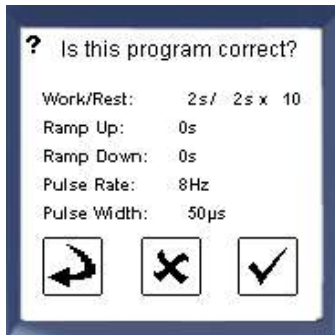 ? Is this program correct?
Work/Rest: 2s/ 2s x 10
Ramp Up: 0s
Ramp Down: 0s
Pulse Rate: 8Hz
Pulse Width: 50µs